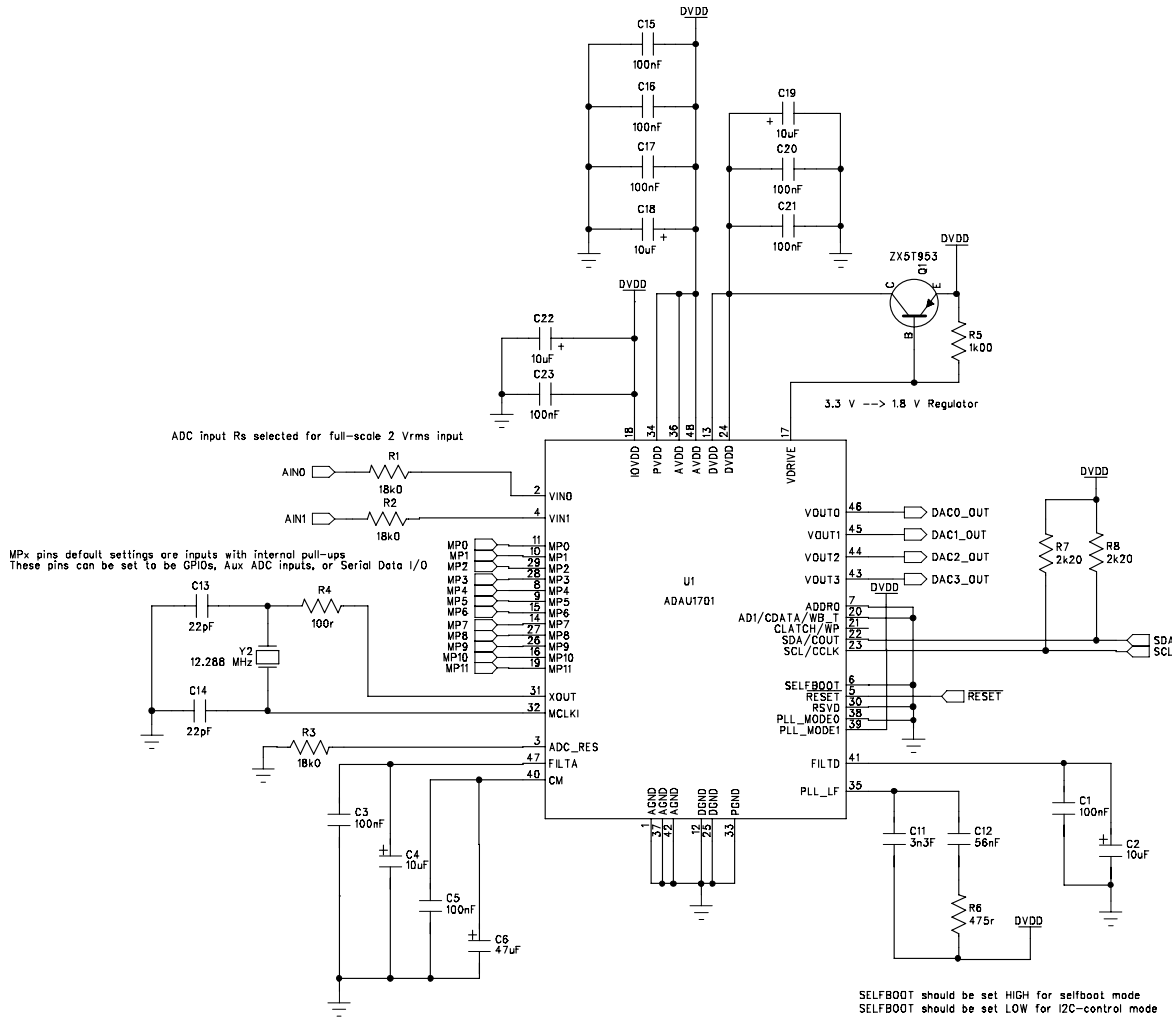 DVDD
C15
100nF
C16
100nF
C17
100nF
C18
+
10uF
C19
+
10uF
C20
100nF
C21
100nF
DVDD
ZX5T953
Q1
C
E
B
R5
1k00
3.3 V --> 1.8 V Regulator
DVDD
C22
10uF
+
C23
100nF
ADC input Rs selected for full-scale 2 Vrms input
AIN0
R1
18k0
AIN1
R2
18k0
MPx pins default settings are inputs with internal pull-ups
These pins can be set to be GPIOs, Aux ADC inputs, or Serial Data I/O
18 IOVDD
34 PVDD
36 AVDD
48 AVDD
13 DVDD
24 DVDD
17 VDRIVE
2 VIN0
4 VIN1
MP0 11 MP0
MP1 10 MP1
MP2 29 MP2
MP3 28 MP3
MP4 8 MP4
MP5 9 MP5
MP6 15 MP6
MP7 14 MP7
MP8 27 MP8
MP9 26 MP9
MP10 16 MP10
MP11 19 MP11
31 XOUT
32 MCLKI
3 ADC_RES
47 FILTA
40 CM
U1
ADAU1701
VOUT0 46 DAC0_OUT
VOUT1 45 DAC1_OUT
VOUT2 44 DAC2_OUT
VOUT3 43 DAC3_OUT
DVDD
ADDR0 7
AD1/CDATA/WB_T 20
CLATCH/WP 21
SDA/COUT 22
SCL/CCLK 23
SELFBOOT 6
RESET 5
RESET
RSVD 30
PLL_MODE0 38
PLL_MODE1 39
FILTD 41
PLL_LF 35
DVDD
R7
2k20
R8
2k20
SDA
SCL
C13
22pF
R4
100r
Y2
12.288
MHz
C14
22pF
R3
18k0
C3
100nF
+
C4
10uF
C5
100nF
+
C6
47uF
AGND 1
AGND 37
AGND 42
DGND 12
DGND 25
PGND 33
C11
3n3F
C12
56nF
R6
475r
DVDD
C1
100nF
+
C2
10uF
SELFBOOT should be set HIGH for selfboot mode
SELFBOOT should be set LOW for I2C-control mode